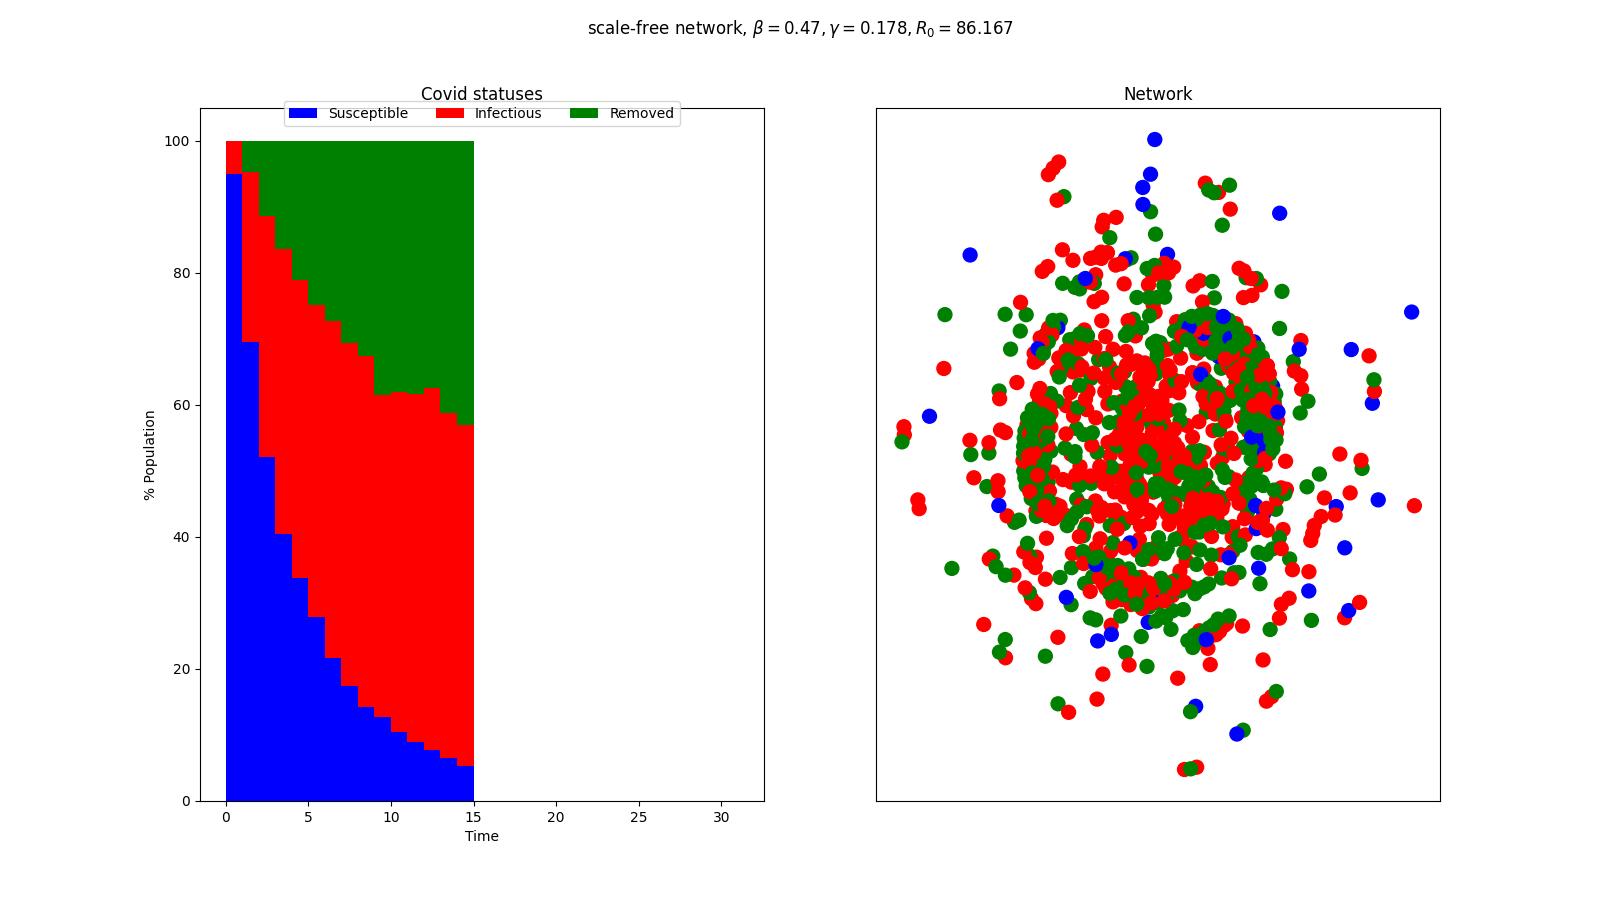 scale-free network, β = 0.47, γ = 0.178, R₀ = 86.167
Covid statuses
Susceptible Infectious Removed
100
80
60
40
20
0
% Population
0 5 10 15 20 25 30
Time
Network